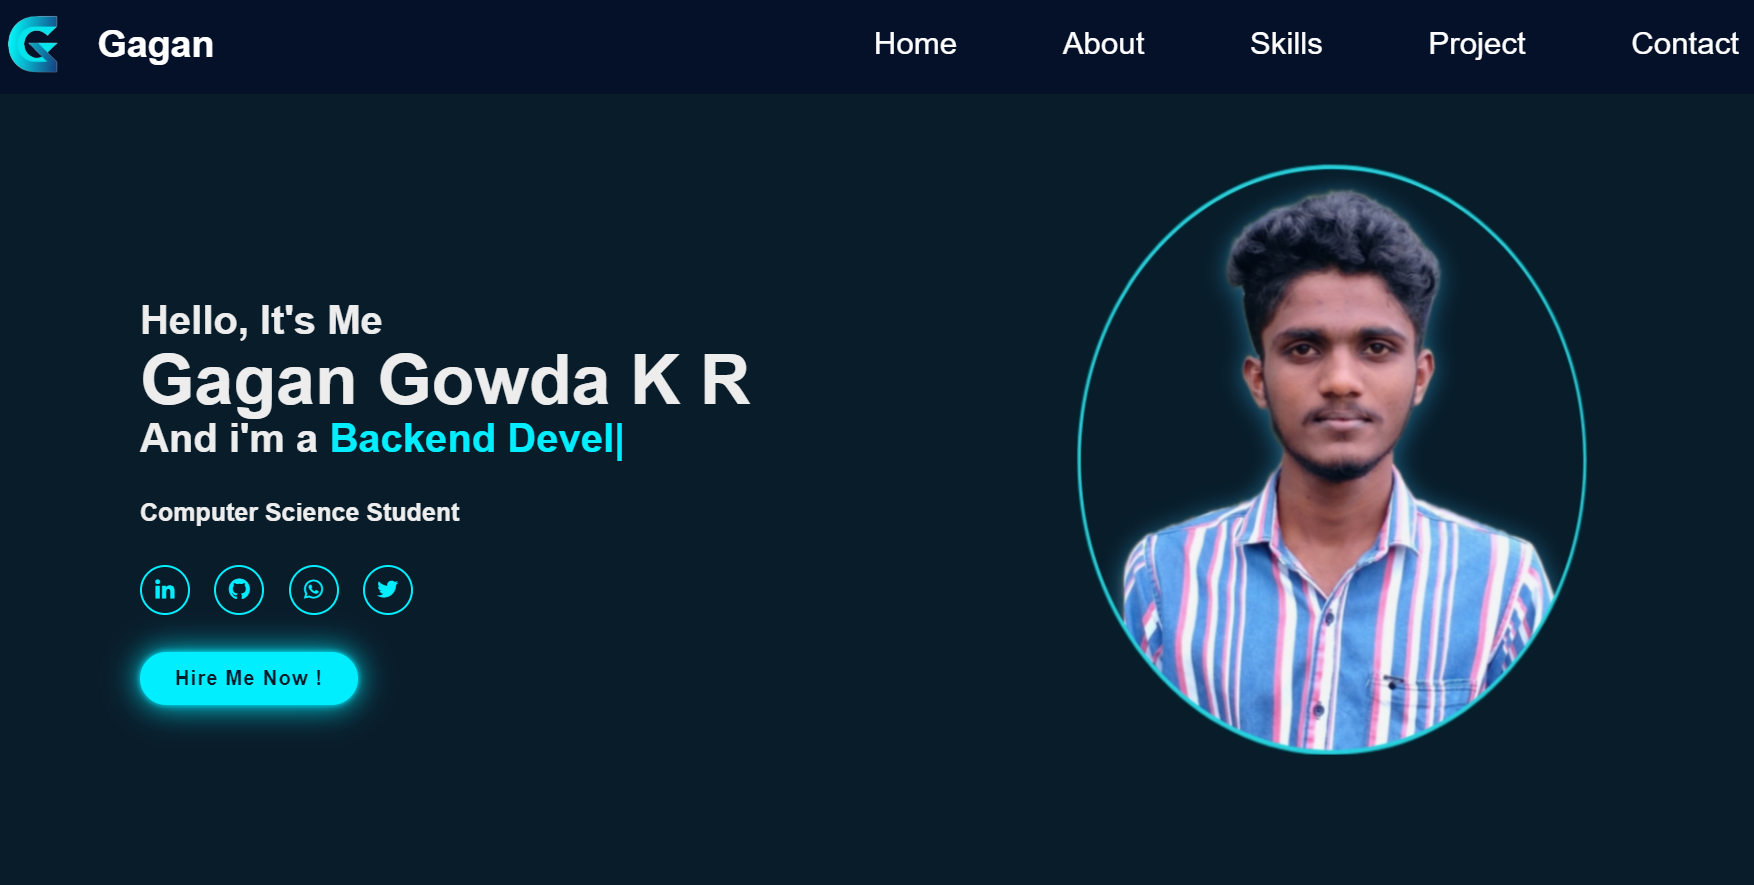 Gagan
Home About Skills Project Contact
Hello, It's Me
Gagan Gowda K R
And i'm a Backend Devel|
Computer Science Student
in
Hire Me Now !